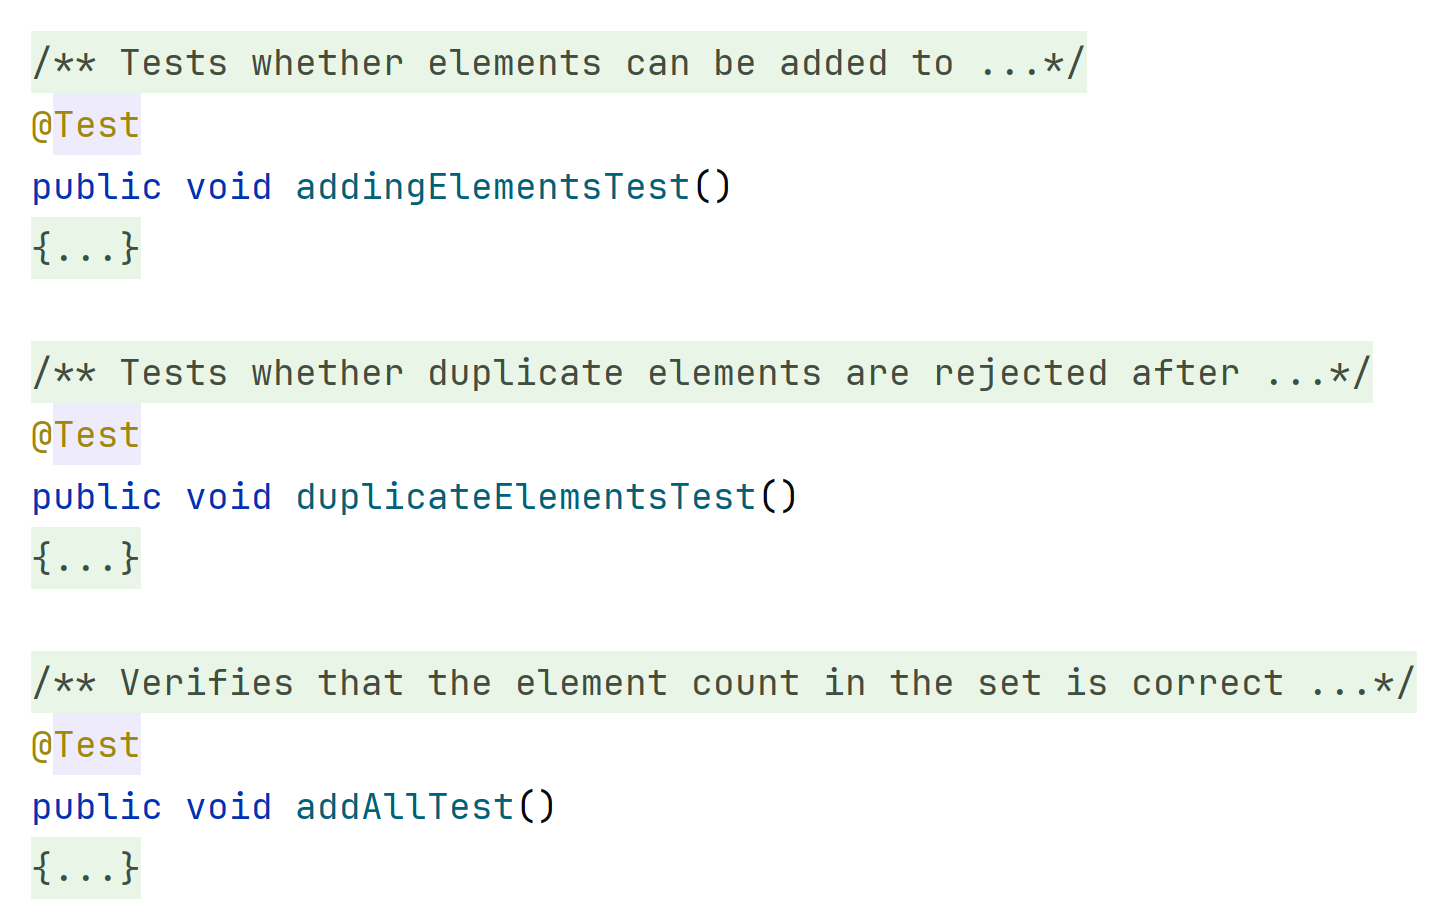 /** Tests whether elements can be added to ...*/
@Test
public void addingElementsTest()
{...}
/** Tests whether duplicate elements are rejected after ...*/
@Test
public void duplicateElementsTest()
{...}
/** Verifies that the element count in the set is correct ...*/
@Test
public void addAllTest()
{...}